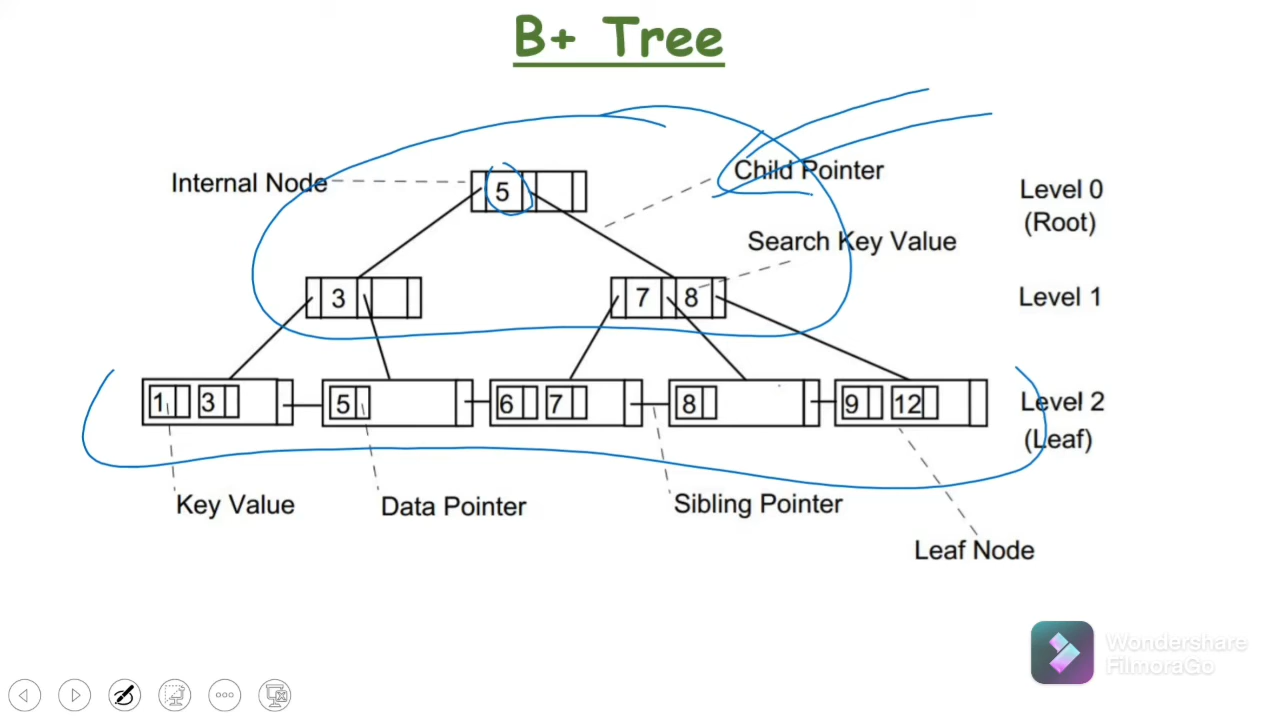 B+ Tree
Internal Node
5
Child Pointer
Level 0
(Root)
Search Key Value
3
7 8
Level 1
1 3
5
6 7
8
9 12
Level 2
(Leaf)
Key Value
Data Pointer
Sibling Pointer
Leaf Node
Wondershare
FilmoraGo